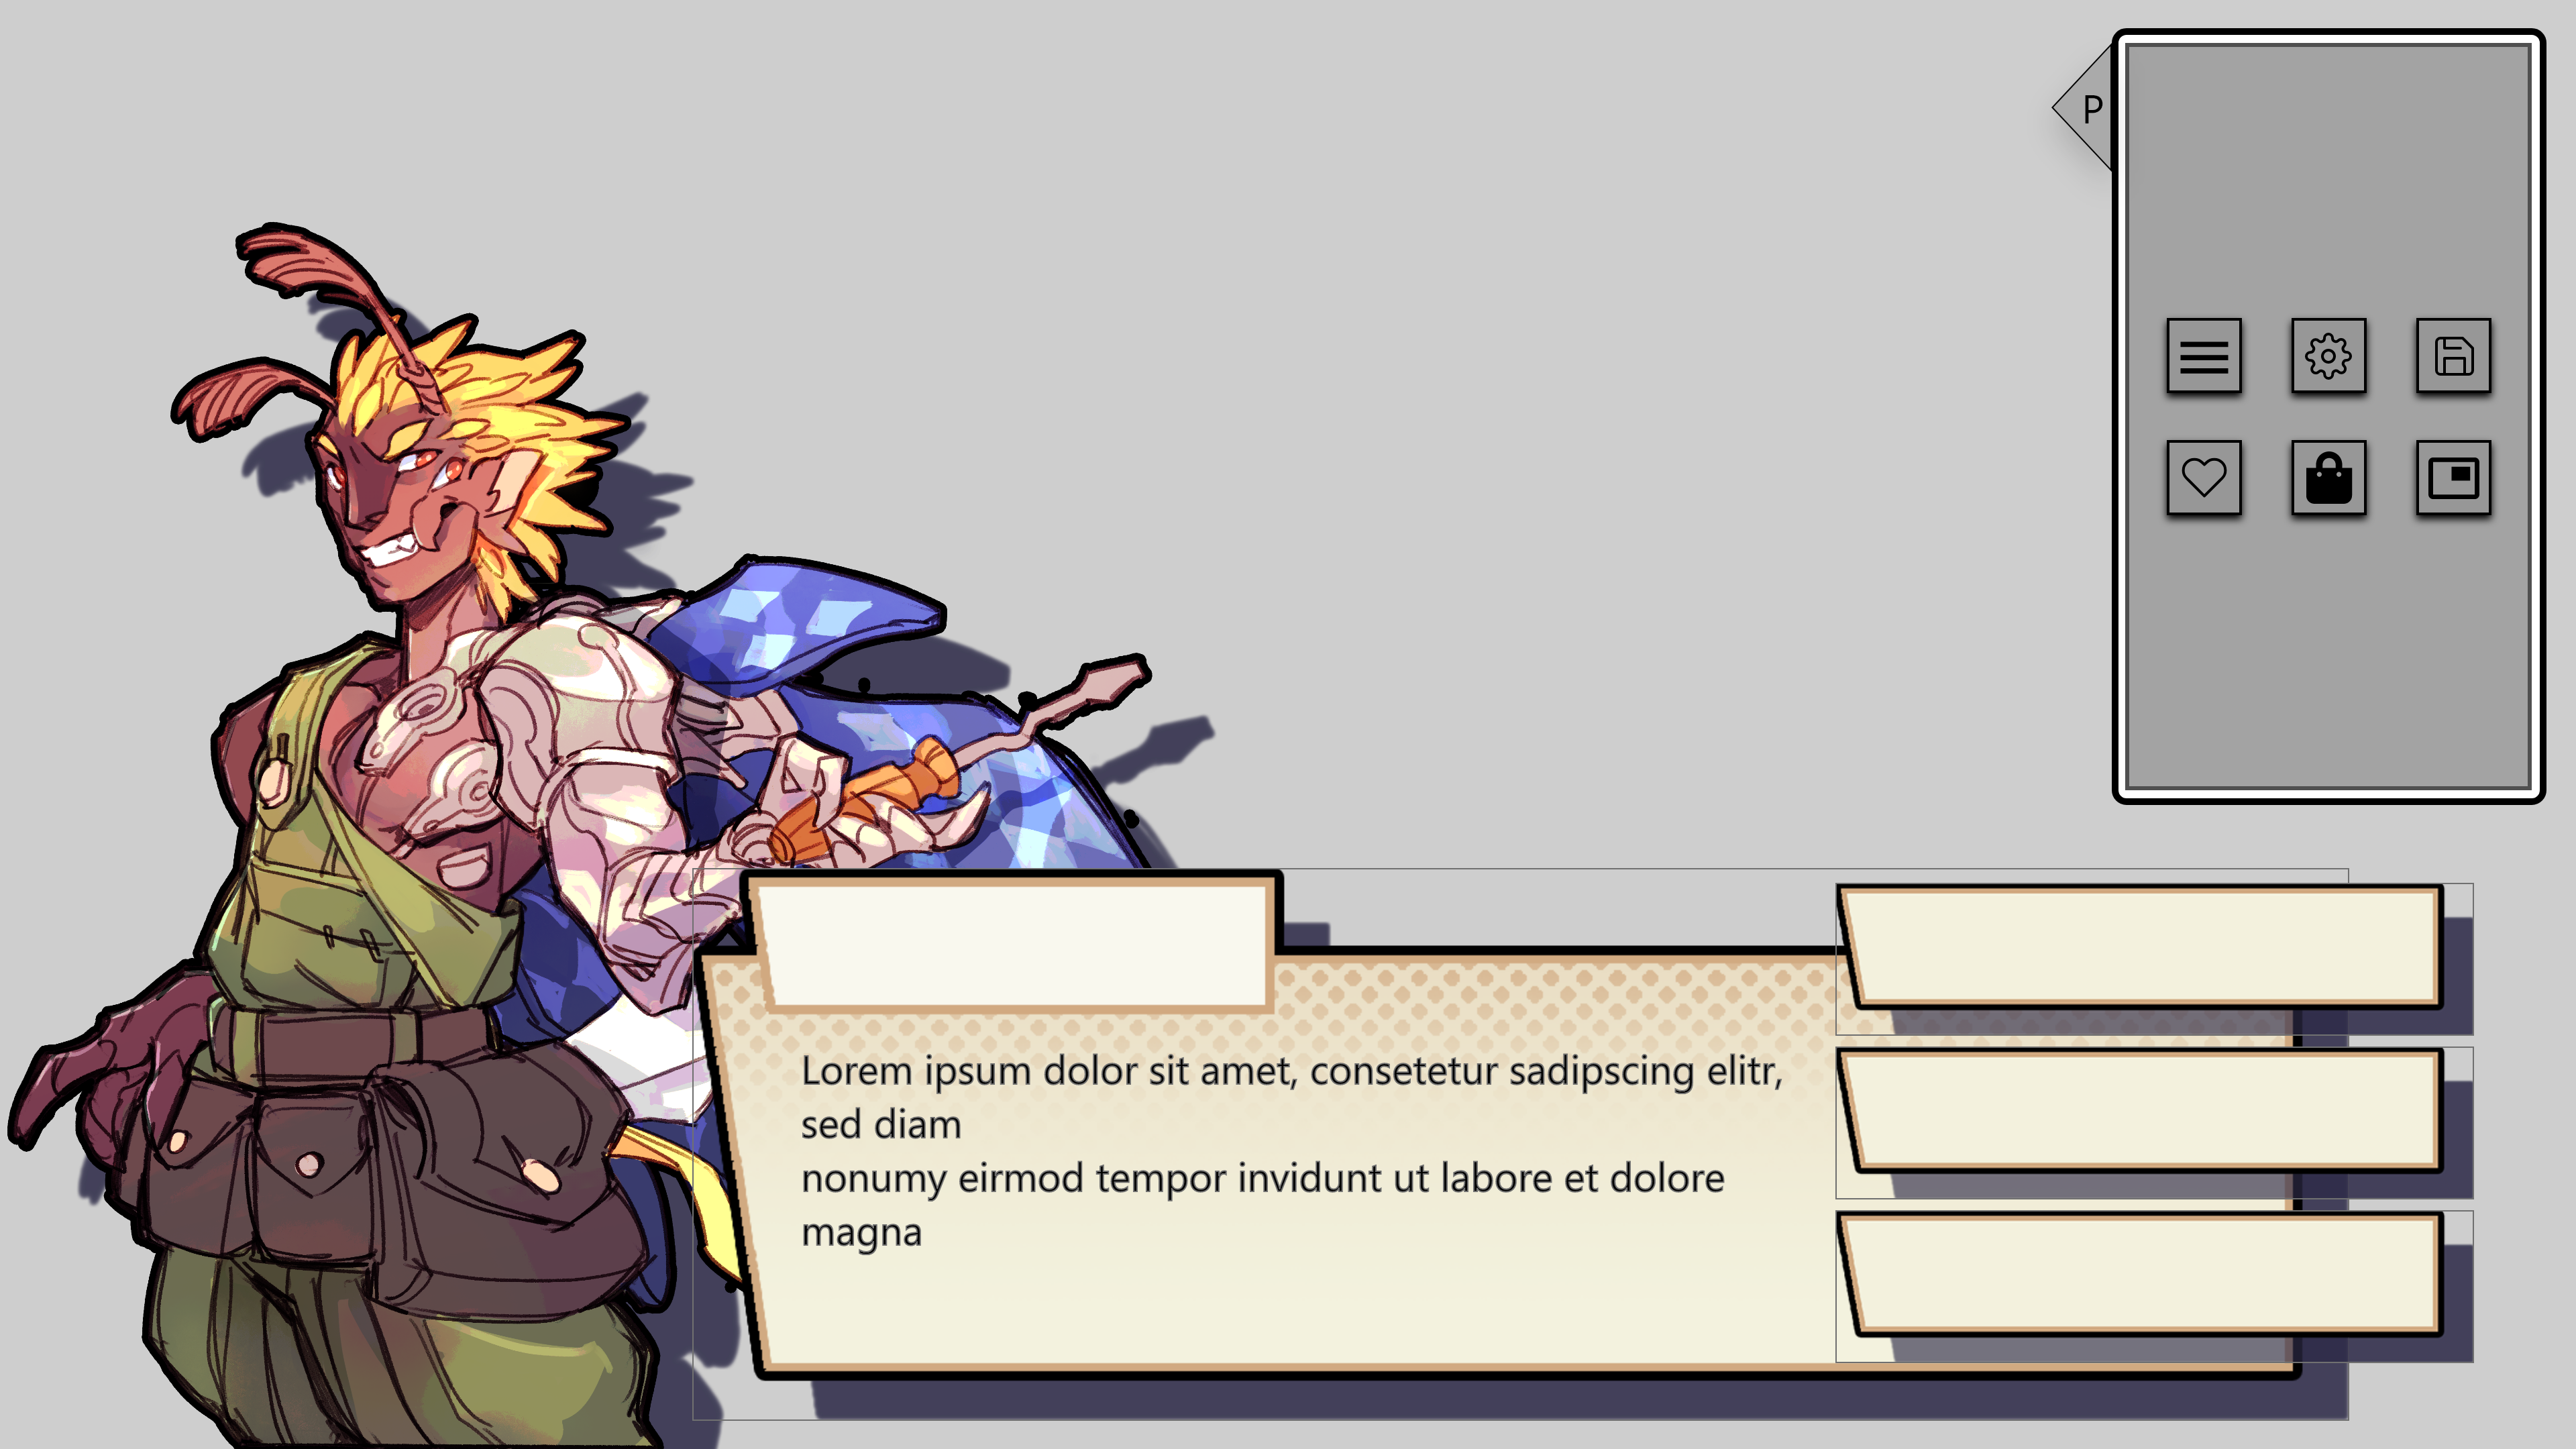 P
Lorem ipsum dolor sit amet, consetetur sadipscing elitr,
sed diam
nonumy eirmod tempor invidunt ut labore et dolore
magna